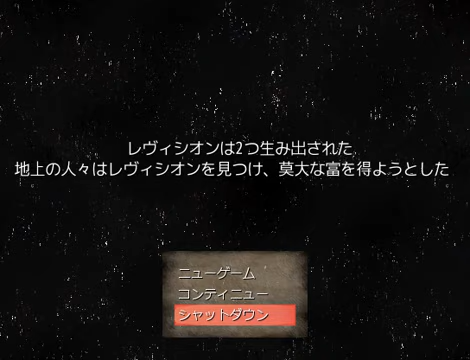 レヴィシオンは2つ生み出された
地上の人々はレヴィシオンを見つけ、莫大な富を得ようとした
ニューゲーム
コンティニュー
シャットダウン